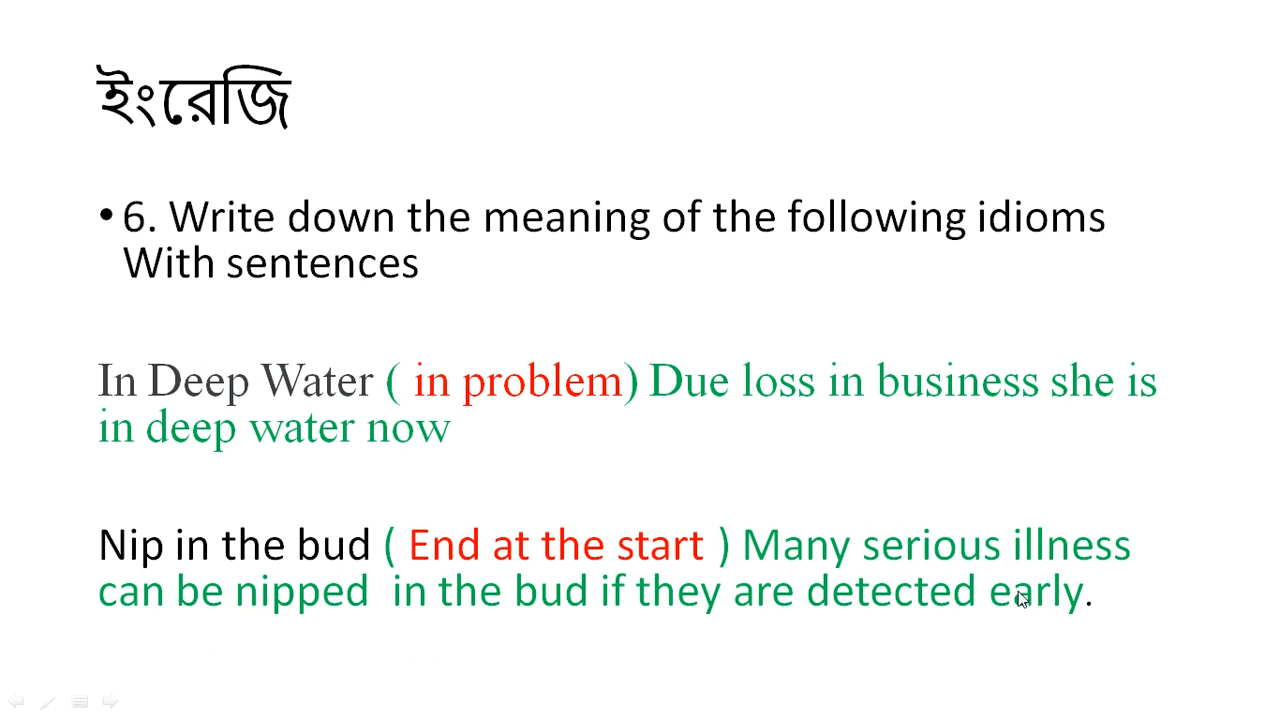 ইংরেজি
• 6. Write down the meaning of the following idioms
With sentences
In Deep Water ( in problem) Due loss in business she is
in deep water now
Nip in the bud ( End at the start ) Many serious illness
can be nipped  in the bud if they are detected early.